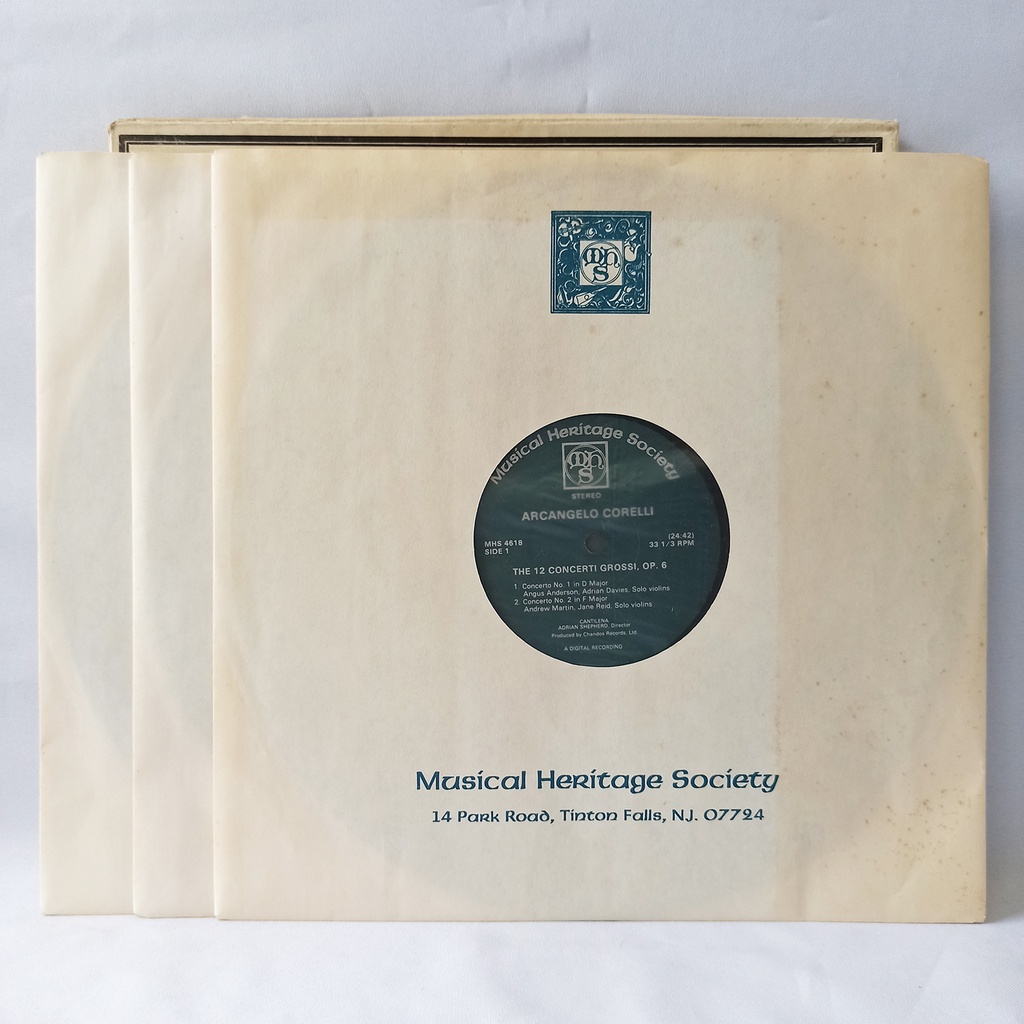 mhs
Musical Heritage Society
mhs
STEREO
ARCANGELO CORELLI
MHS 4618
SIDE 1
(24:42)
33 1/3 RPM
THE 12 CONCERTI GROSSI, OP. 6
1. Concerto No. 1 in D Major
Angus Anderson, Adrian Davies, Solo violins
2. Concerto No. 2 in F Major
Andrew Martin, Jane Reid, Solo violins
CANTILENA
ADRIAN SHEPHERD, Director
Produced by Chandos Records, Ltd.
A DIGITAL RECORDING
Musical Heritage Society
14 Park Road, Tinton Falls, N.J. 07724